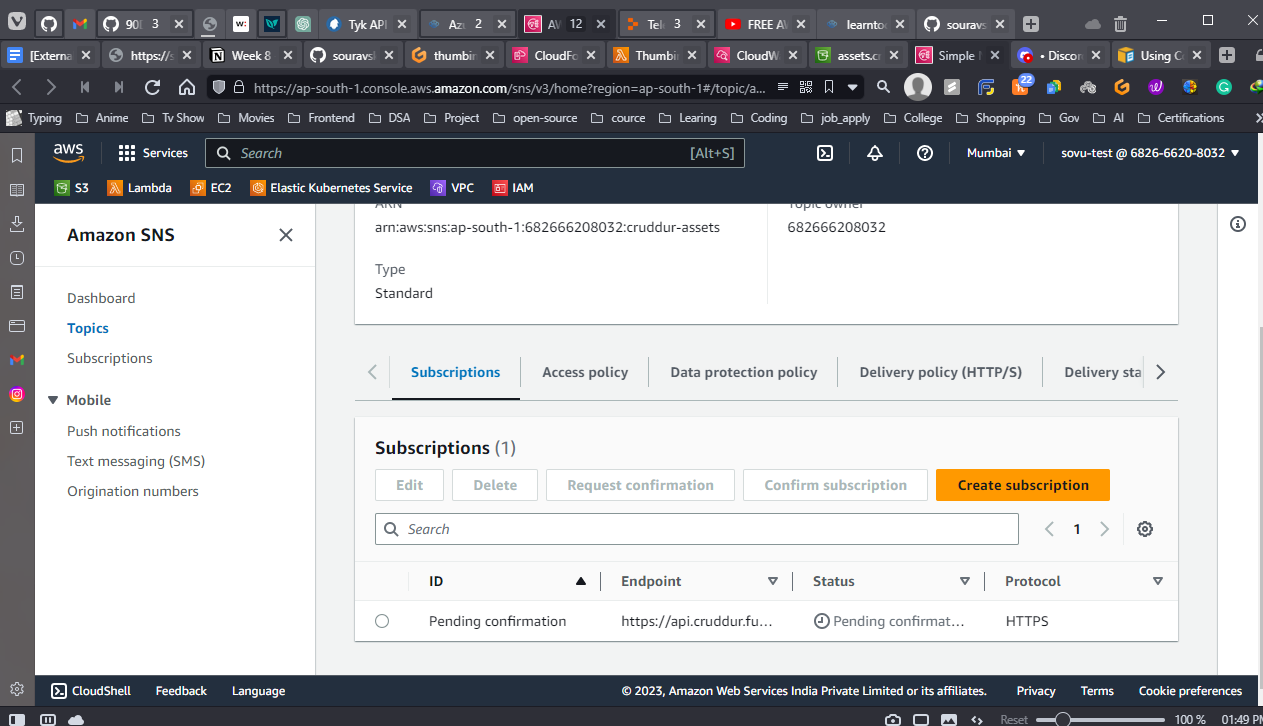 90D 3
w:
Tyk API
Azu 2
AV 12
Tel 3
FREE AW
learnto
souravs
[Externa
https://s
Week 8
souravsl
thumbin
CloudFo
Thumbi
CloudW
assets.cr
Simple
• Discon
Using C
https://ap-south-1.console.aws.amazon.com/sns/v3/home?region=ap-south-1#/topic/a...
22
Typing
Anime
Tv Show
Movies
Frontend
DSA
Project
open-source
cource
Learing
Coding
job_apply
College
Shopping
Gov
AI
Certifications
aws
Services
Search
[Alt+S]
Mumbai
sovu-test @ 6826-6620-8032
S3
Lambda
EC2
Elastic Kubernetes Service
VPC
IAM
Amazon SNS
Dashboard
Topics
Subscriptions
Mobile
Push notifications
Text messaging (SMS)
Origination numbers
ARN
Topic owner
arn:aws:sns:ap-south-1:682666208032:cruddur-assets
682666208032
Type
Standard
Subscriptions
Access policy
Data protection policy
Delivery policy (HTTP/S)
Delivery sta
Subscriptions (1)
Edit
Delete
Request confirmation
Confirm subscription
Create subscription
Search
1
ID
Endpoint
Status
Protocol
Pending confirmation
https://api.cruddur.fu...
Pending confirmat...
HTTPS
CloudShell
Feedback
Language
© 2023, Amazon Web Services India Private Limited or its affiliates.
Privacy
Terms
Cookie preferences
Reset
100 %
01:49 PM